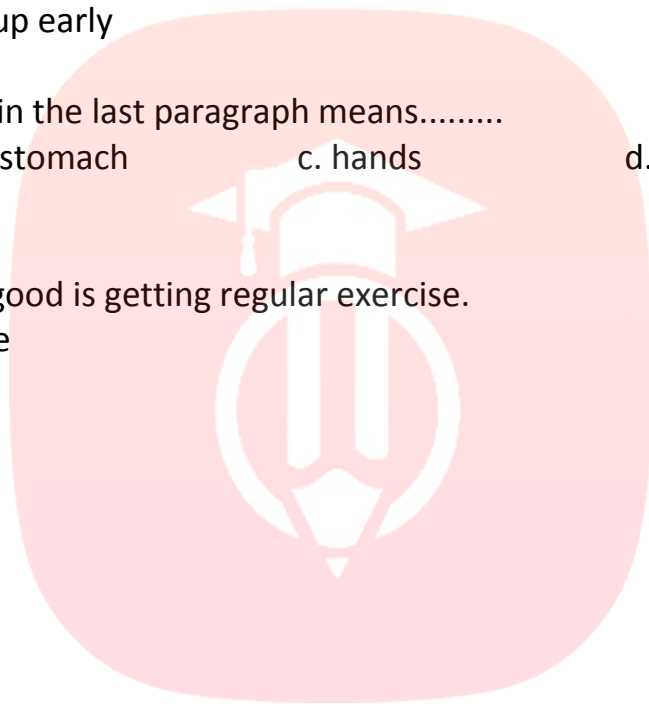 up early
in the last paragraph means.........
stomach c. hands d.
good is getting regular exercise.
e